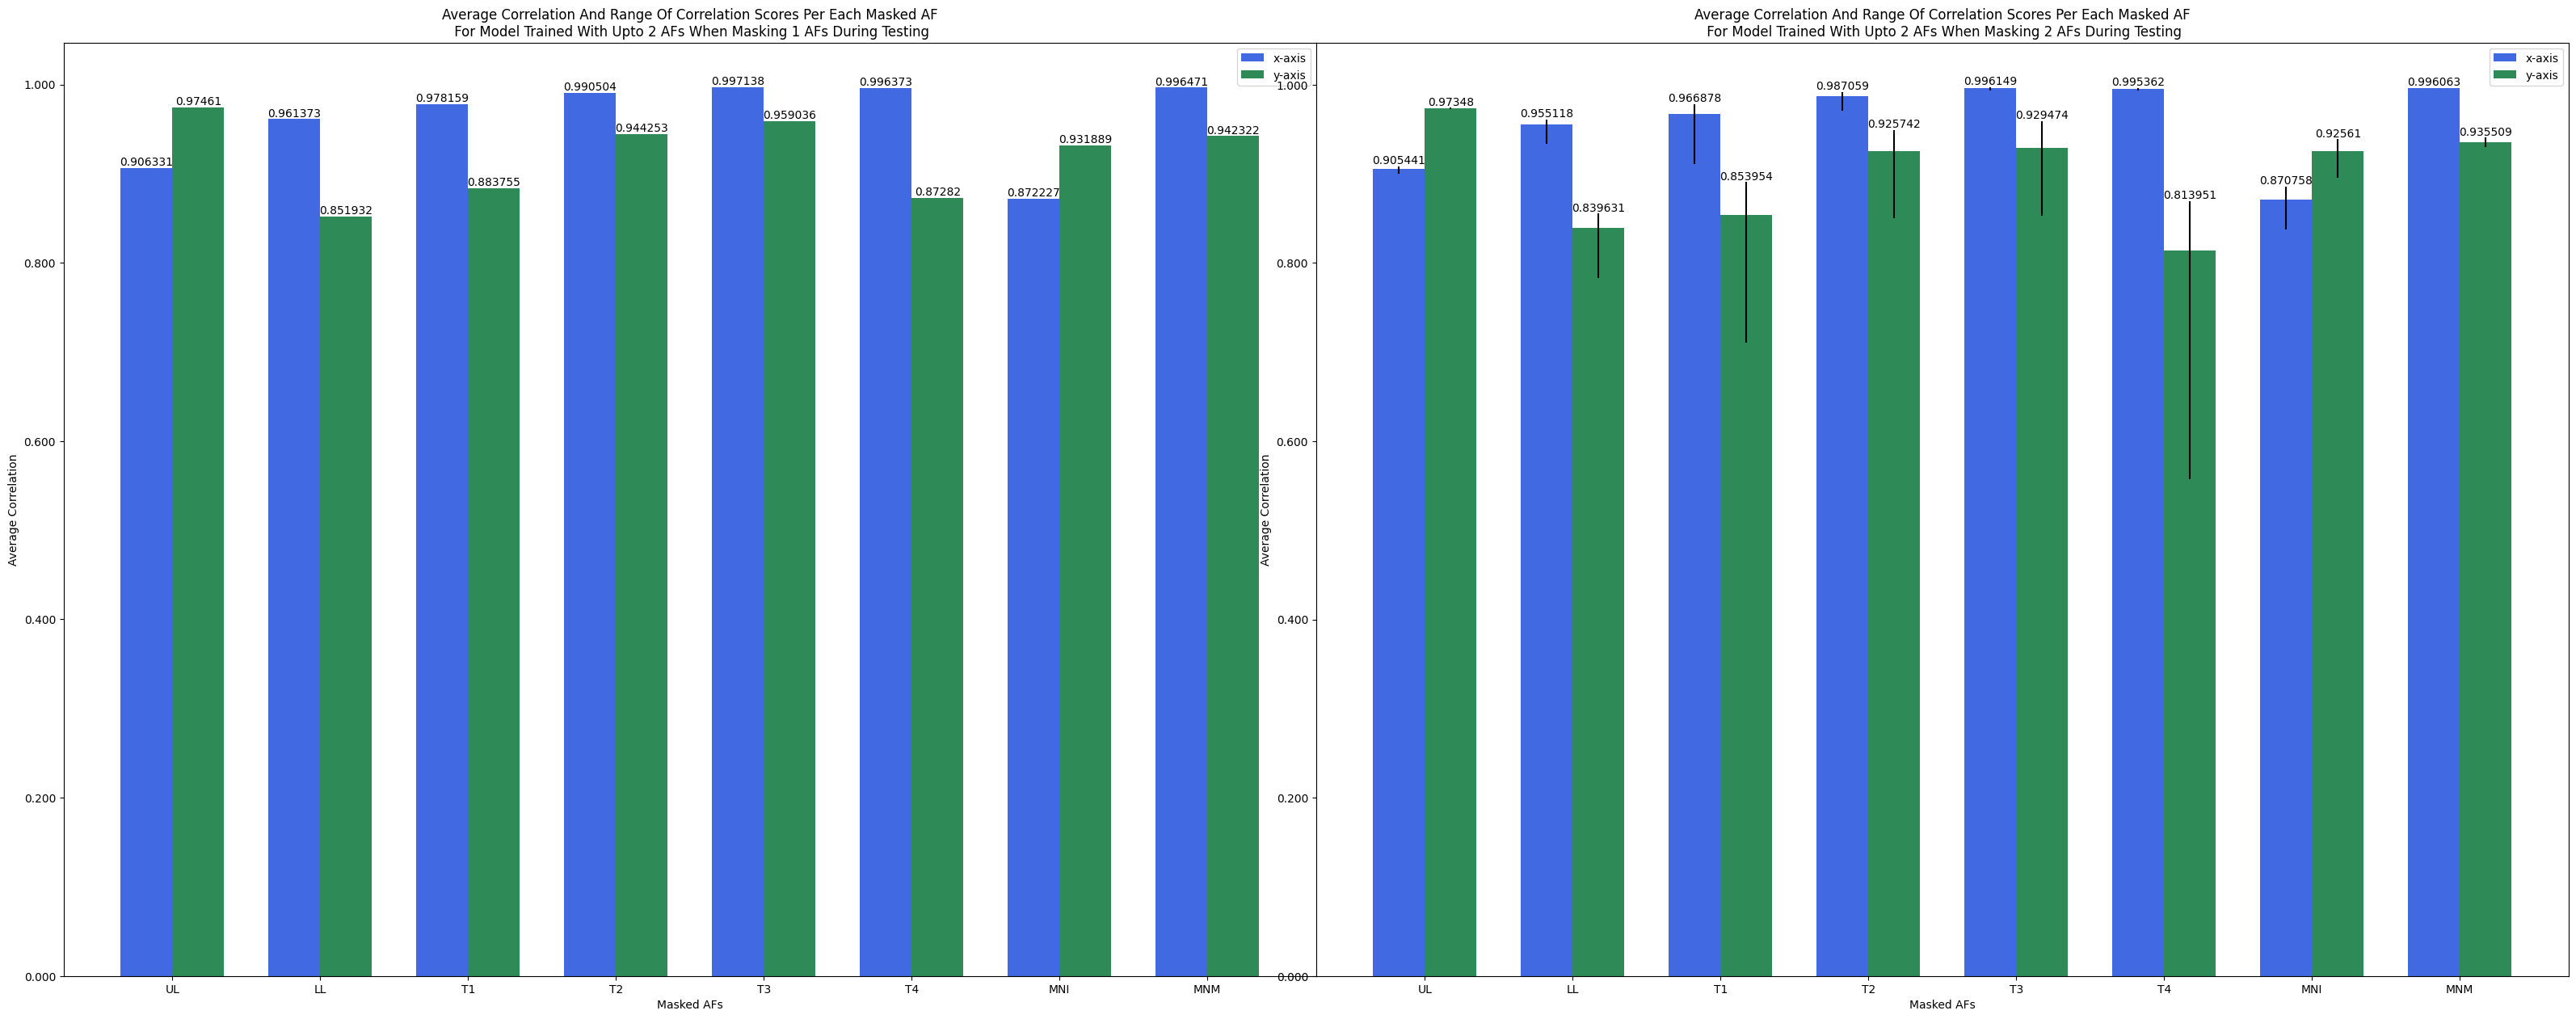 Average Correlation And Range Of Correlation Scores Per Each Masked AF
For Model Trained With Upto 2 AFs When Masking 1 AFs During Testing
x-axis
y-axis
1.000
0.800
0.600
0.400
0.200
0.000
Average Correlation
0.906331
0.97461
0.961373
0.851932
0.978159
0.883755
0.990504
0.944253
0.997138
0.959036
0.996373
0.87282
0.872227
0.931889
0.996471
0.942322
UL
LL
T1
T2
T3
T4
MNI
MNM
Masked AFs
Average Correlation And Range Of Correlation Scores Per Each Masked AF
For Model Trained With Upto 2 AFs When Masking 2 AFs During Testing
x-axis
y-axis
1.000
0.800
0.600
0.400
0.200
0.000
Average Correlation
0.905441
0.97348
0.955118
0.839631
0.966878
0.853954
0.987059
0.925742
0.996149
0.929474
0.995362
0.813951
0.870758
0.92561
0.996063
0.935509
UL
LL
T1
T2
T3
T4
MNI
MNM
Masked AFs